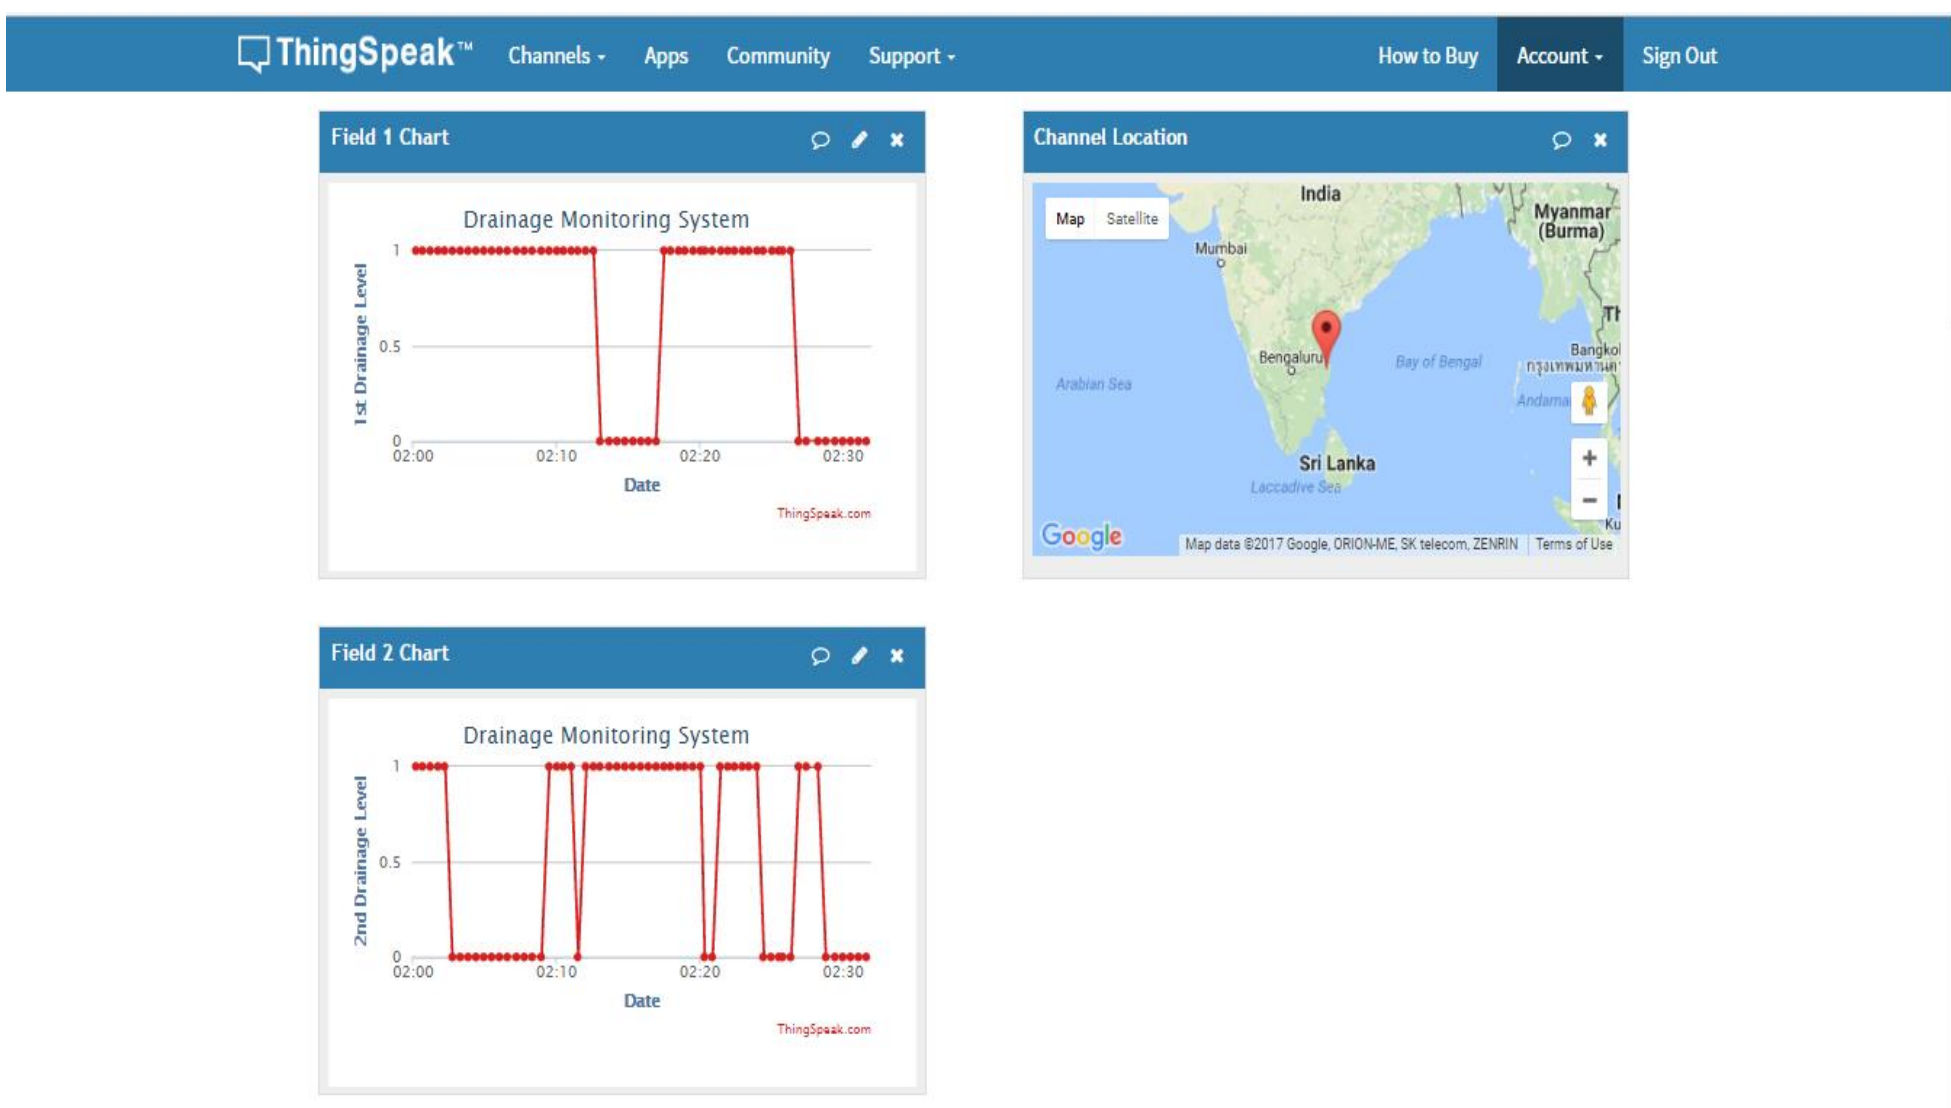 ThingSpeak™ Channels Apps Community Support How to Buy Account Sign Out
Field 1 Chart
Drainage Monitoring System
1
0.5
0
1st Drainage Level
02:00 02:10 02:20 02:30
Date
ThingSpeak.com
Channel Location
Map Satellite
India
Myanmar
(Burma)
Mumbai
Bengaluru
Bay of Bengal
Arabian Sea
Sri Lanka
Laccadive Sea
+
−
Google
Map data ©2017 Google, ORION-ME, SK telecom, ZENRIN Terms of Use
Field 2 Chart
Drainage Monitoring System
1
0.5
0
2nd Drainage Level
02:00 02:10 02:20 02:30
Date
ThingSpeak.com